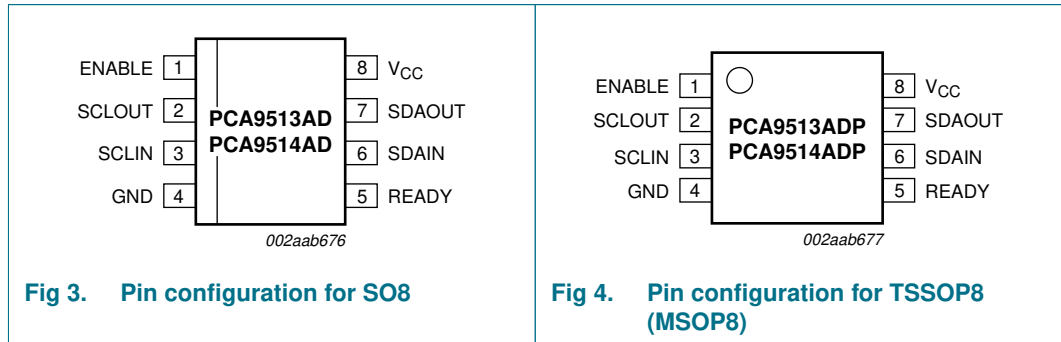 ENABLE 1 8 VCC
SCLOUT 2 7 SDAOUT
SCLIN 3 6 SDAIN
GND 4 5 READY
PCA9513AD
PCA9514AD
002aab676
Fig 3. Pin configuration for SO8
ENABLE 1 8 VCC
SCLOUT 2 7 SDAOUT
SCLIN 3 6 SDAIN
GND 4 5 READY
PCA9513ADP
PCA9514ADP
002aab677
Fig 4. Pin configuration for TSSOP8
(MSOP8)